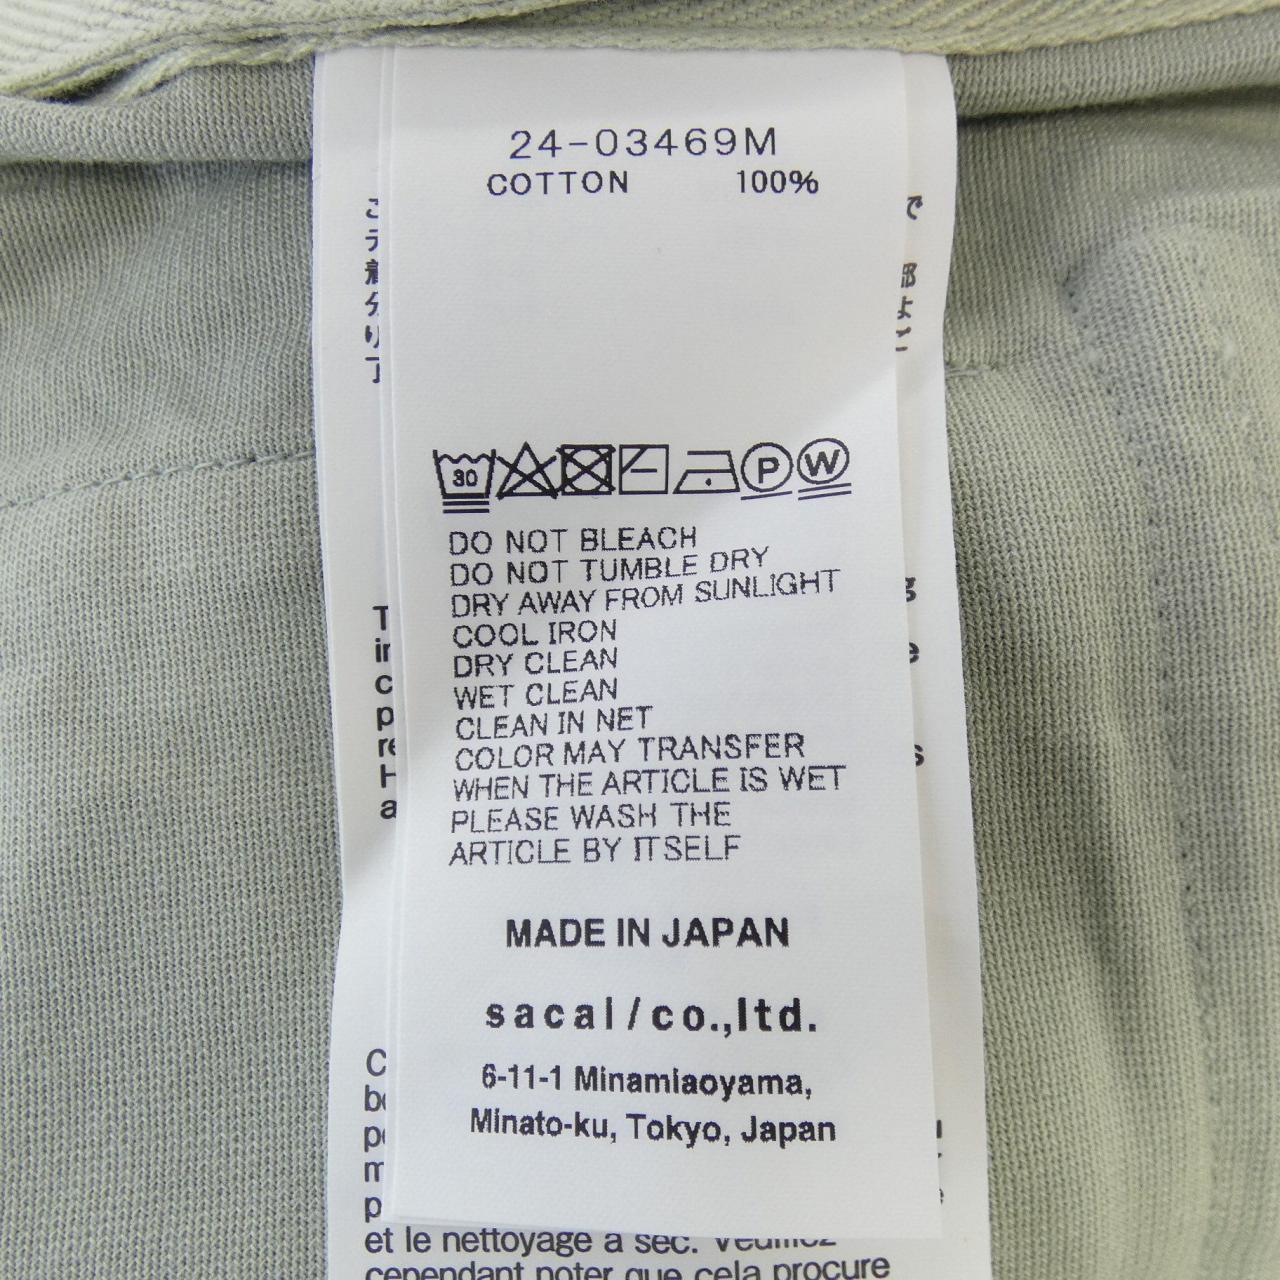 24-03469M
COTTON 100%
30
P W
DO NOT BLEACH
DO NOT TUMBLE DRY
DRY AWAY FROM SUNLIGHT
COOL IRON
DRY CLEAN
WET CLEAN
CLEAN IN NET
COLOR MAY TRANSFER
WHEN THE ARTICLE IS WET
PLEASE WASH THE
ARTICLE BY ITSELF
MADE IN JAPAN
sacai/co.,ltd.
6-11-1 Minamiaoyama,
Minato-ku, Tokyo, Japan
et le nettoyage à sec. Veuillez
cependant noter que cela procure